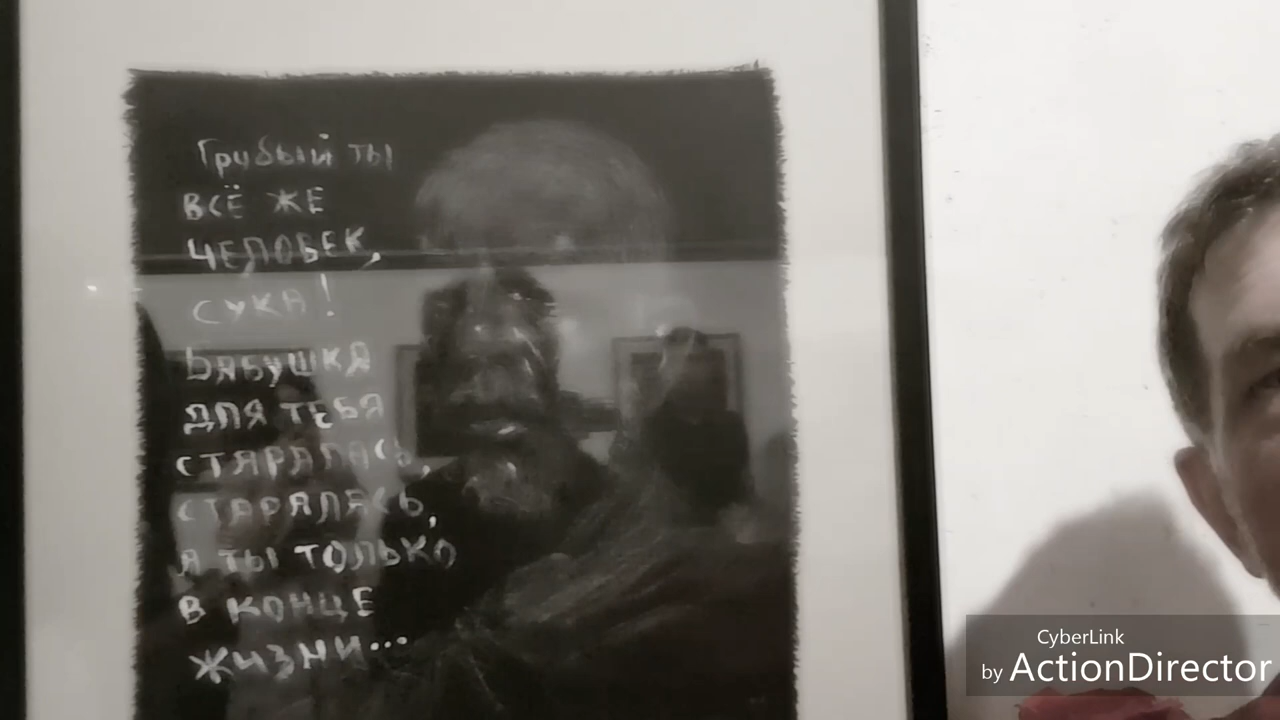 Грубый ты
ВСЁ ЖЕ
ЧЕЛОВЕК,
СУКА!
БАБУШКА
ДЛЯ ТЕБЯ
СТАРАЛАСЬ,
СТАРАЛАСЬ,
А ТЫ ТОЛЬКО
В КОНЦЕ
ЖИЗНИ...
CyberLink
by ActionDirector